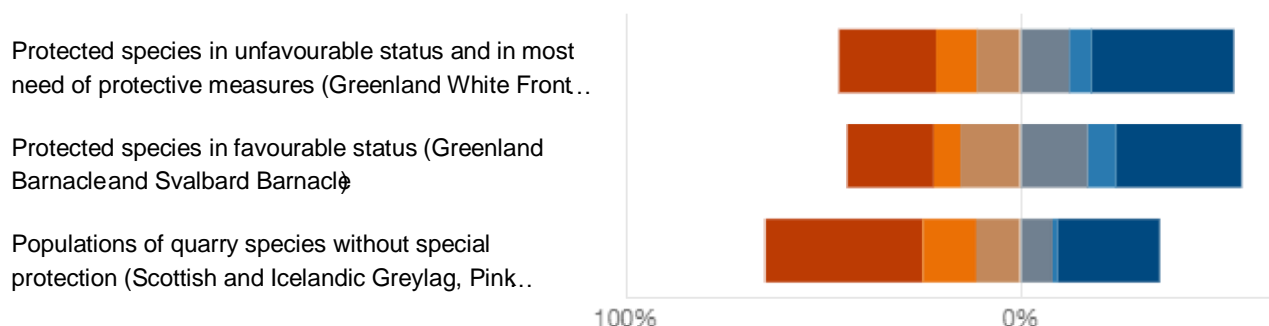 Protected species in unfavourable status and in most
need of protective measures (Greenland White Front...
Protected species in favourable status (Greenland
Barnacle and Svalbard Barnacle)
Populations of quarry species without special
protection (Scottish and Icelandic Greylag, Pink...
100% 0%